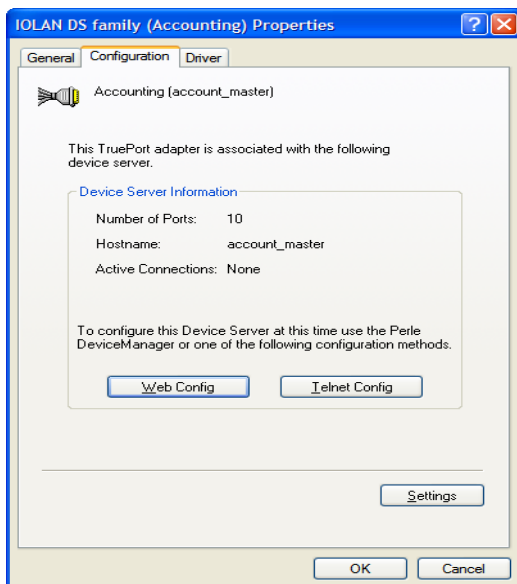 IOLAN DS family (Accounting) Properties
General Configuration Driver
Accounting (account_master)
This TruePort adapter is associated with the following
device server.
Device Server Information
Number of Ports: 10
Hostname: account_master
Active Connections: None
To configure this Device Server at this time use the Perle
DeviceManager or one of the following configuration methods.
Web Config Telnet Config
Settings
OK Cancel